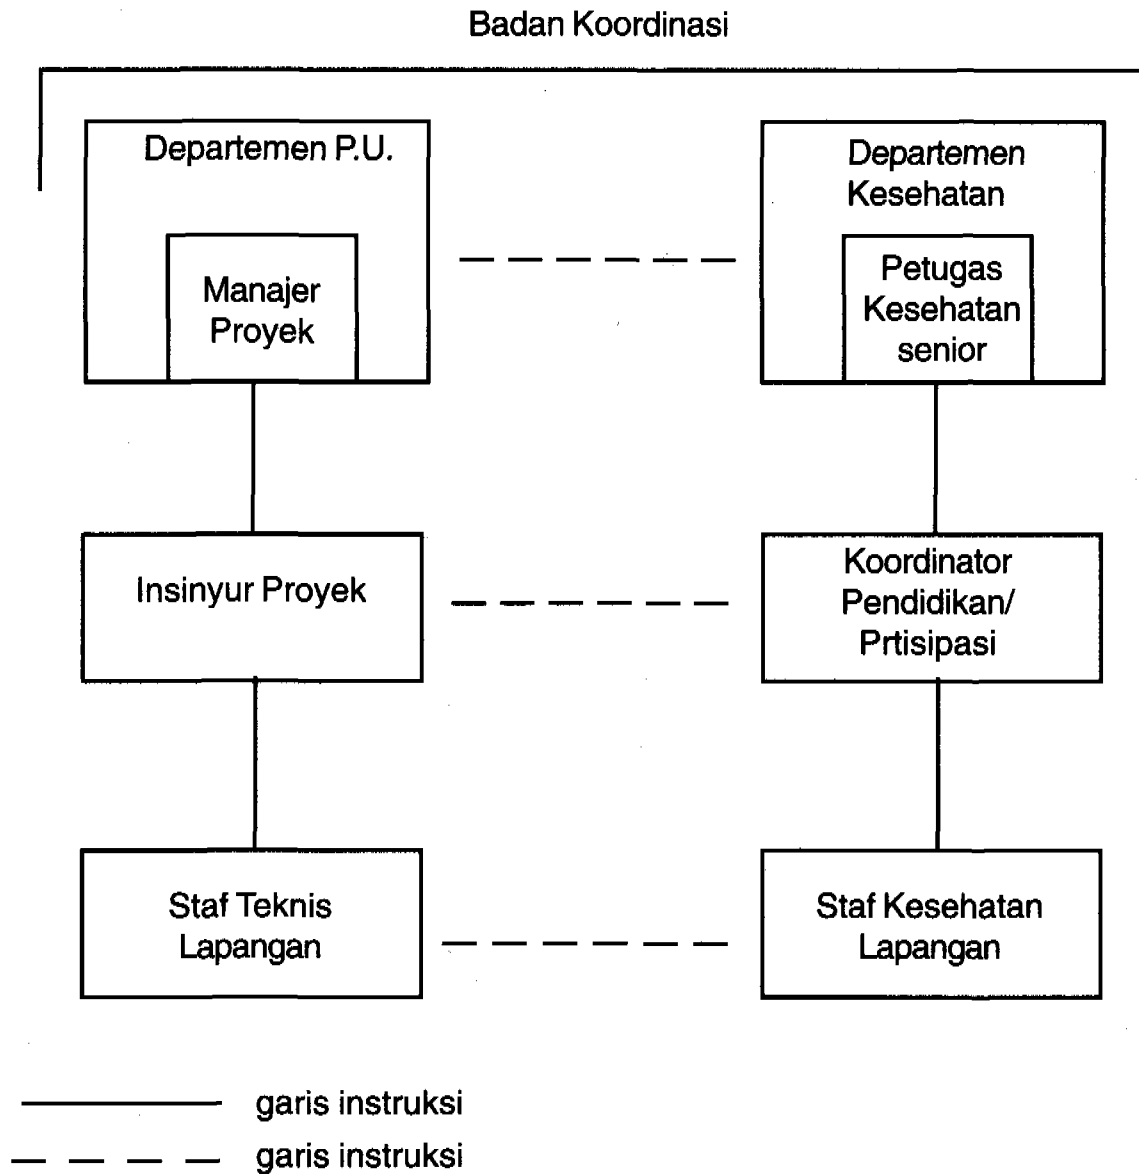 Badan Koordinasi
Departemen P.U.
Manajer
Proyek
Departemen
Kesehatan
Petugas
Kesehatan
senior
Insinyur Proyek
Koordinator
Pendidikan/
Prtisipasi
Staf Teknis
Lapangan
Staf Kesehatan
Lapangan
garis instruksi
garis instruksi